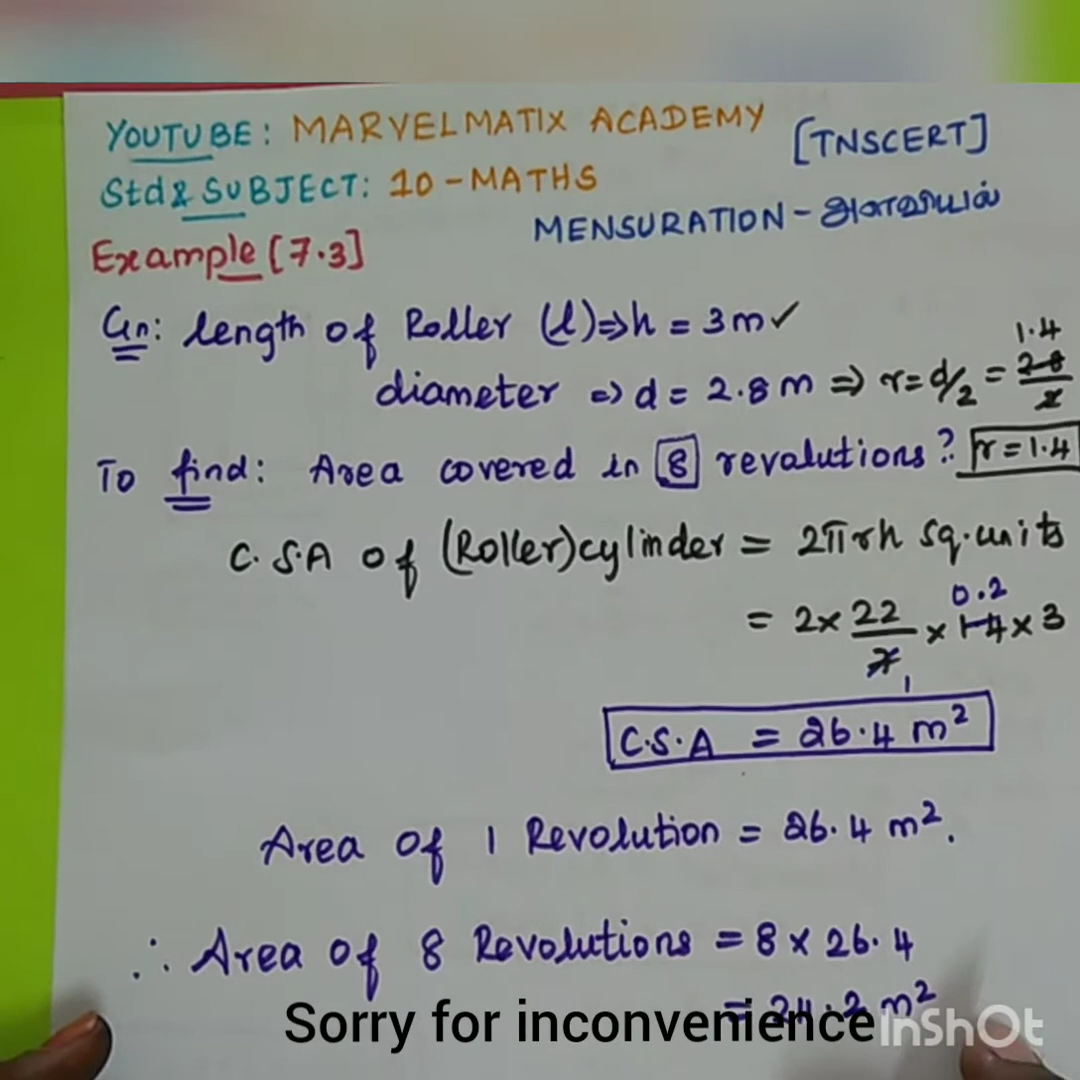 YOUTUBE: MARVELMATIX ACADEMY [TNSCERT]
Std & SUBJECT: 10 - MATHS
MENSURATION - அளவியல்
Example [7.3]
Gn: length of Roller (l) ⇒ h = 3m ✓
diameter ⇒ d = 2.8 m ⇒ r = d/2 = 2.8/2 1.4
To find: Area covered in 8 revalutions? r = 1.4
C.S.A of (Roller) cylinder = 2πrh sq.units
= 2 × 22/7 × 1.4 × 3 0.2 1
C.S.A = 26.4 m²
Area of 1 Revolution = 26.4 m².
∴ Area of 8 Revolutions = 8 × 26.4
= 24.2 m²
Sorry for inconvenience
InShOt